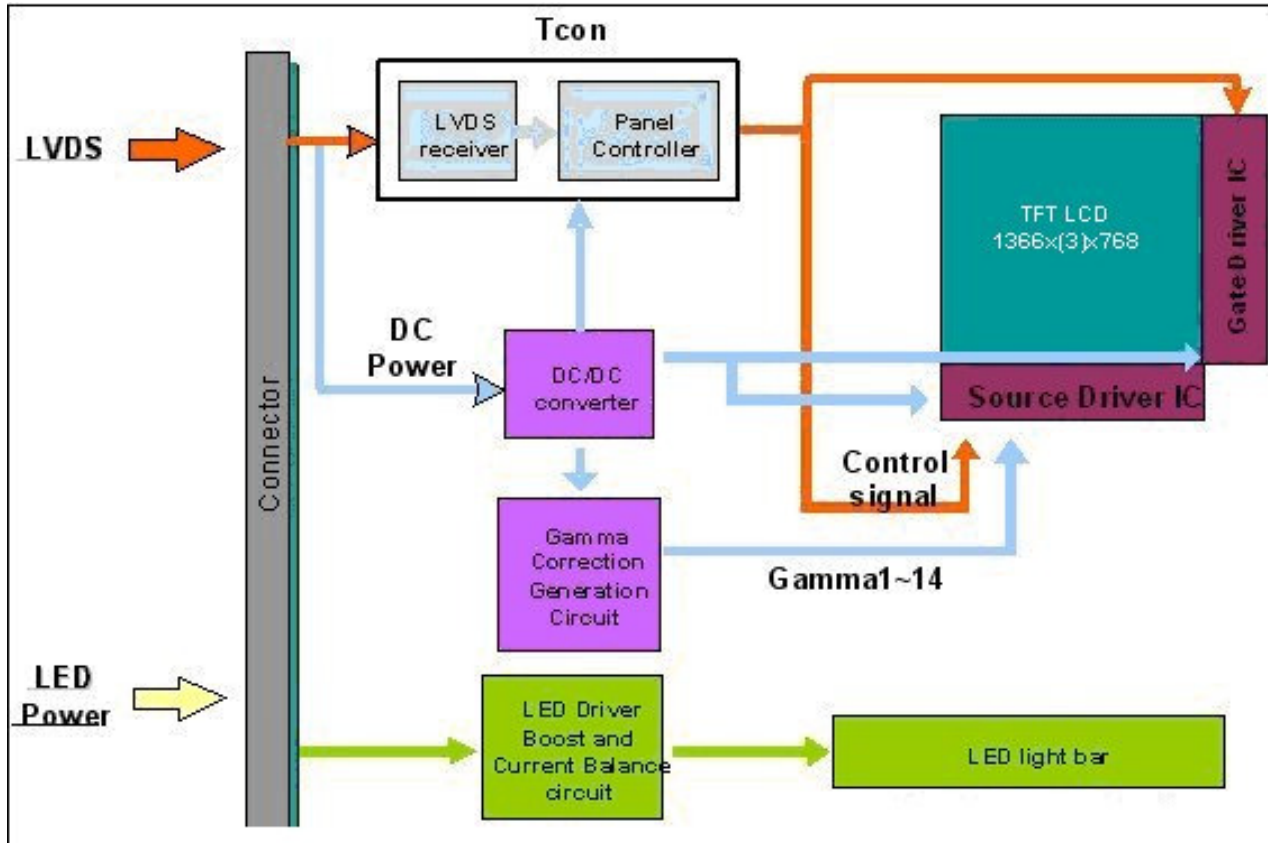 Tcon
LVDS
LVDS
receiver
Panel
Controller
TFT LCD
1366x(3)x768
Gate Driver IC
DC
Power
DC/DC
converter
Source Driver IC
Connector
Control
signal
Gamma
Correction
Generation
Circuit
Gamma1~14
LED
Power
LED Driver
Boost and
Current Balance
circuit
LED light bar